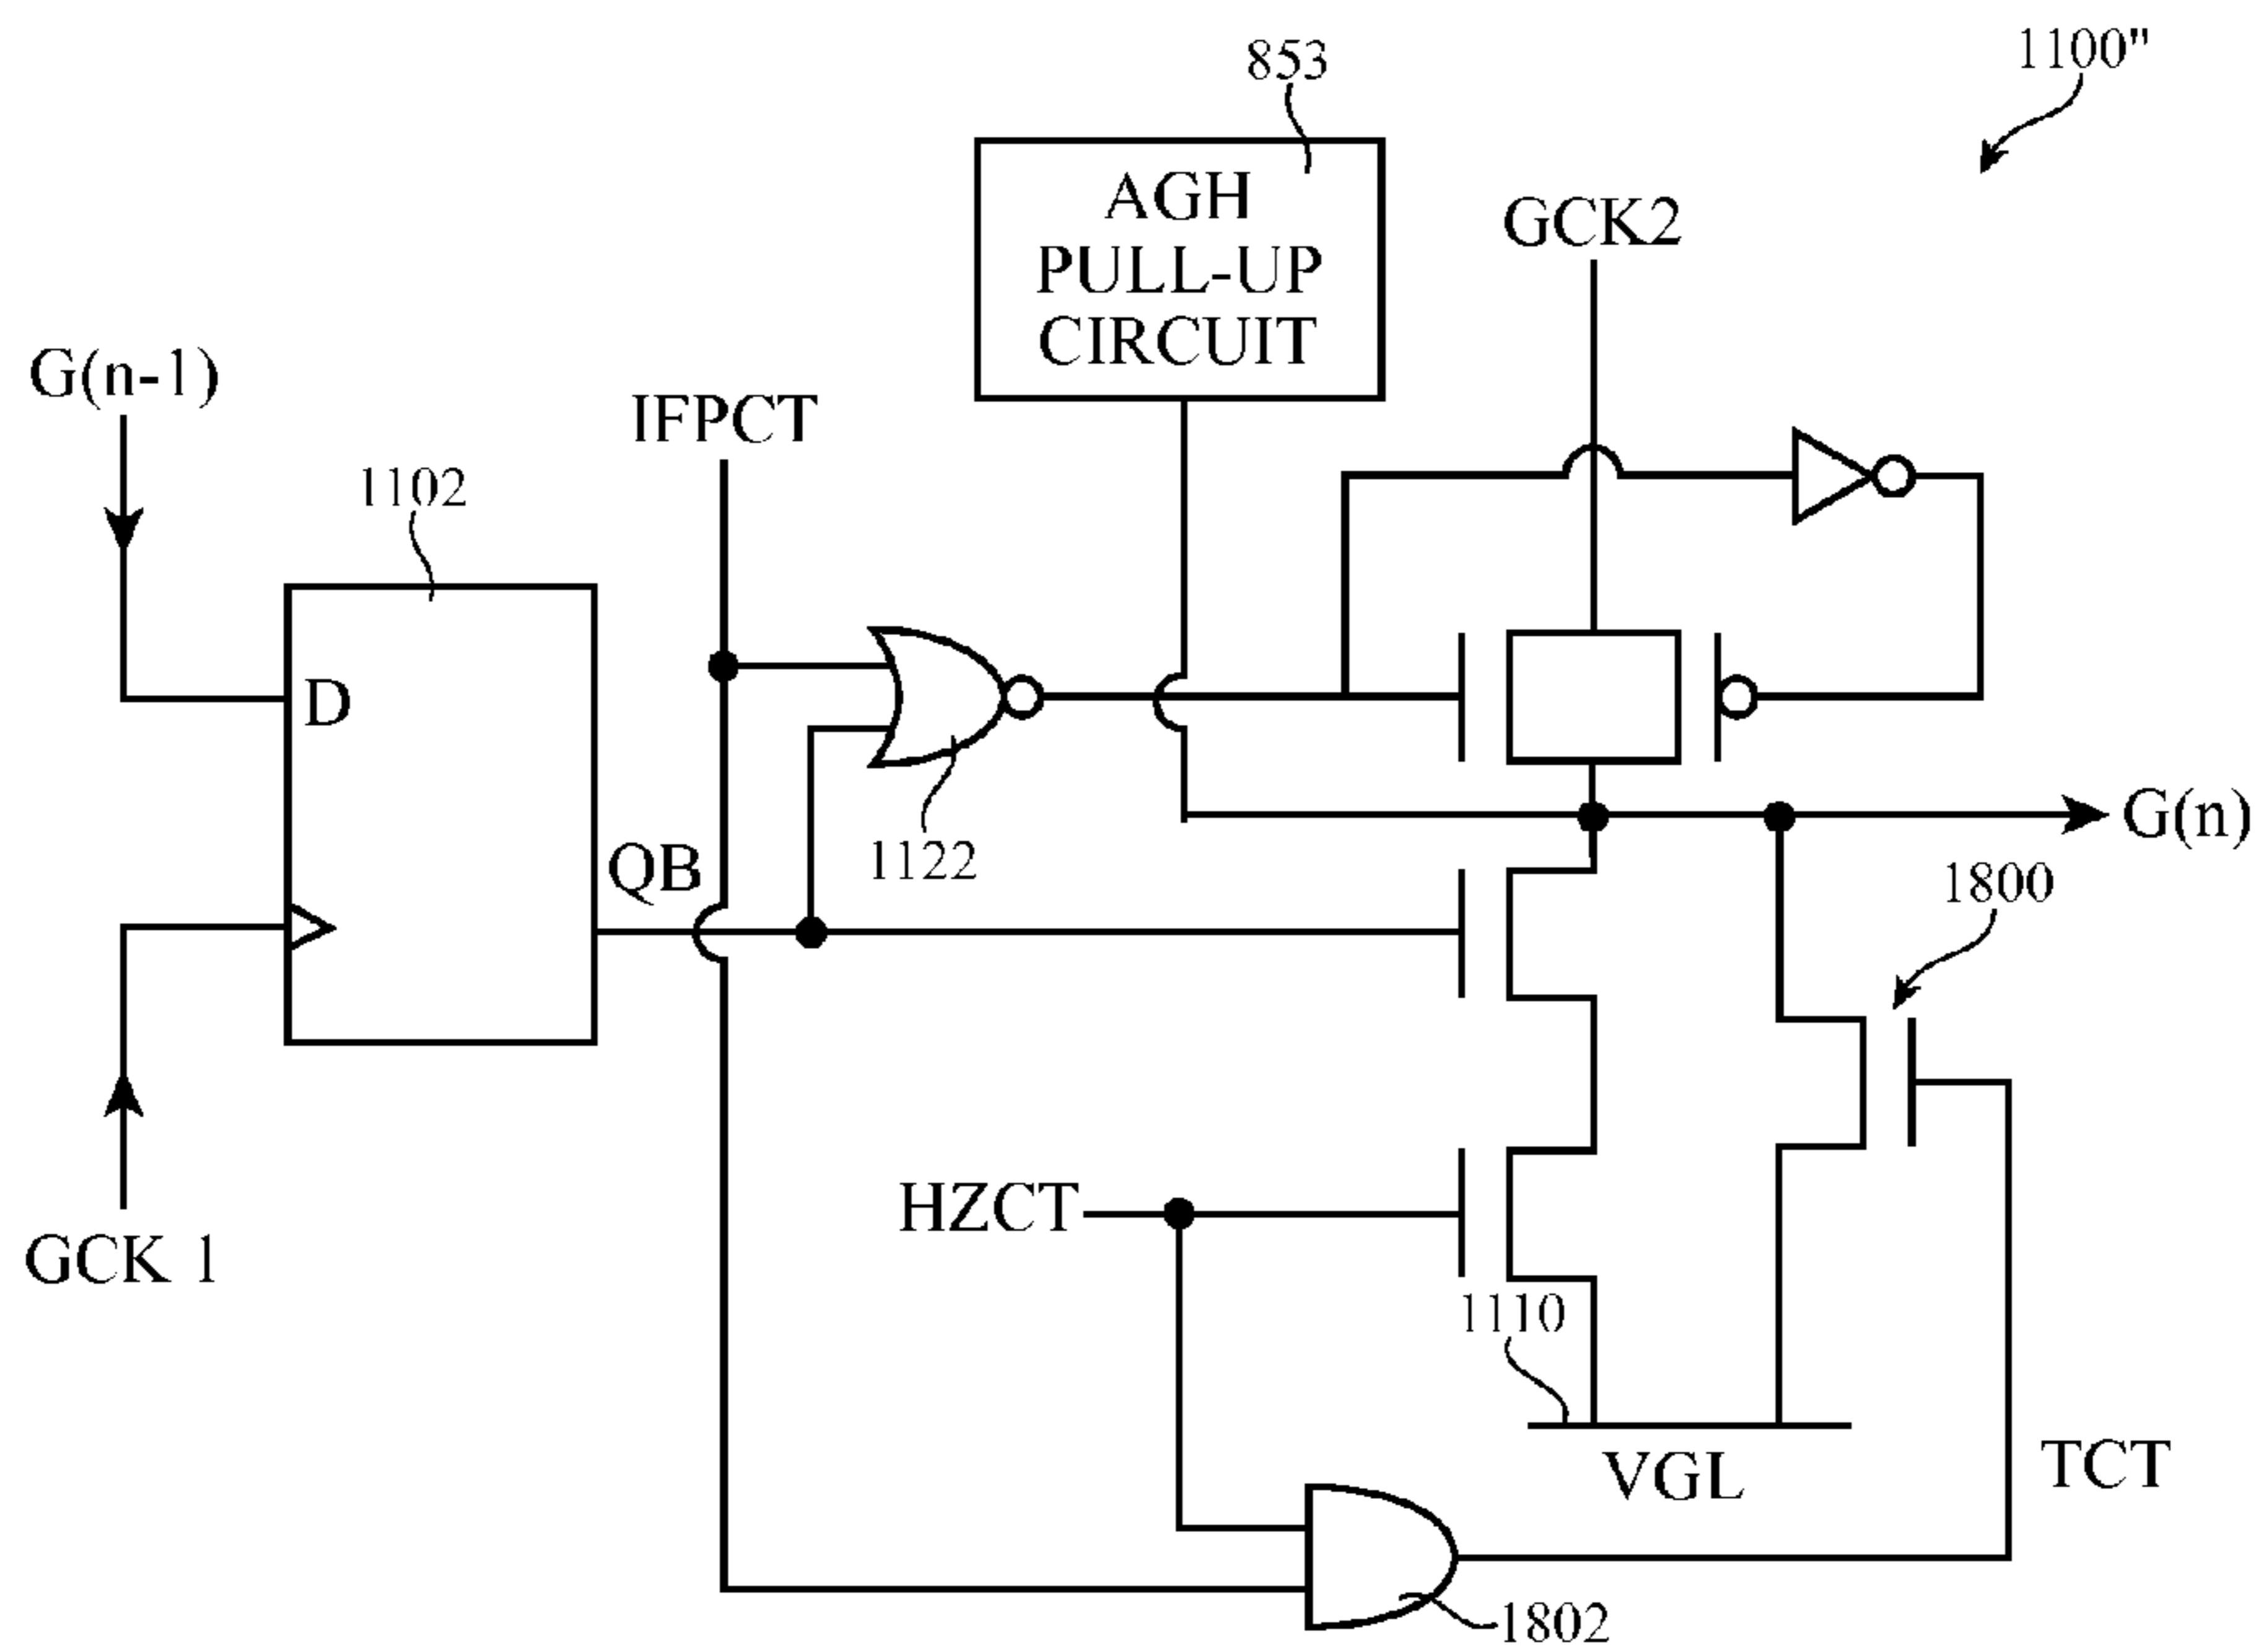 1100"
853
AGH
PULL-UP
CIRCUIT
GCK2
G(n-1)
IFPCT
1102
D
QB
1122
G(n)
1800
HZCT
GCK 1
1110
VGL
TCT
1802